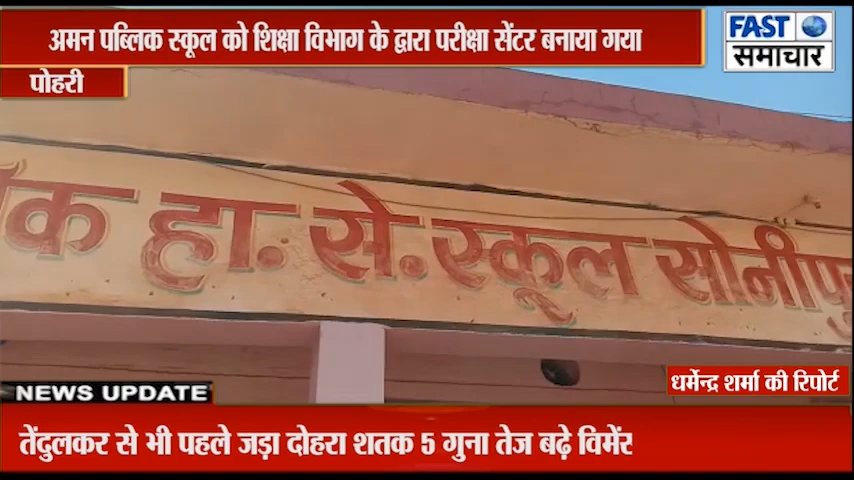 अमन पब्लिक स्कूल को शिक्षा विभाग के द्वारा परीक्षा सेंटर बनाया गया
FAST
समाचार
पोहरी
हा. से. स्कूल
धर्मेन्द्र शर्मा की रिपोर्ट
NEWS UPDATE
तेंदुलकर से भी पहले जड़ा दोहरा शतक 5 गुना तेज बढ़े विमेंर